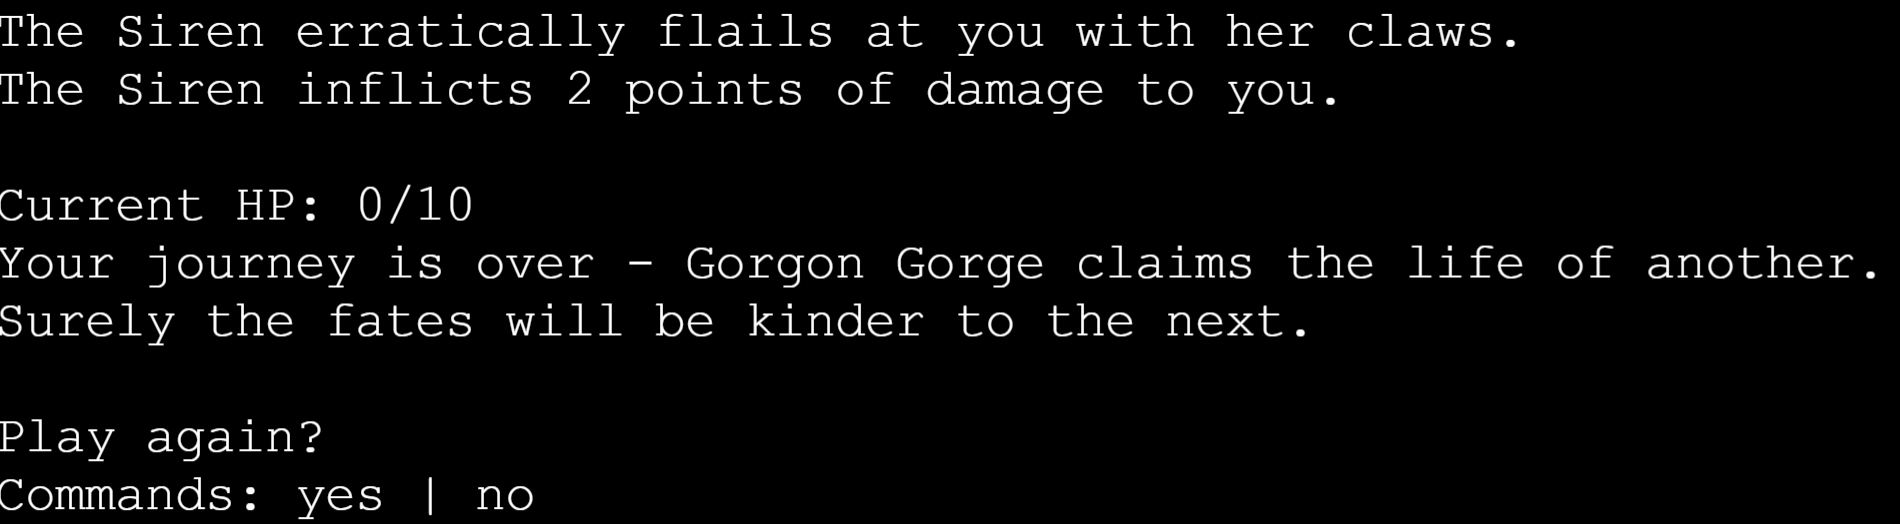 The Siren erratically flails at you with her claws.
The Siren inflicts 2 points of damage to you.
Current HP: 0/10
Your journey is over - Gorgon Gorge claims the life of another.
Surely the fates will be kinder to the next.
Play again?
Commands: yes | no